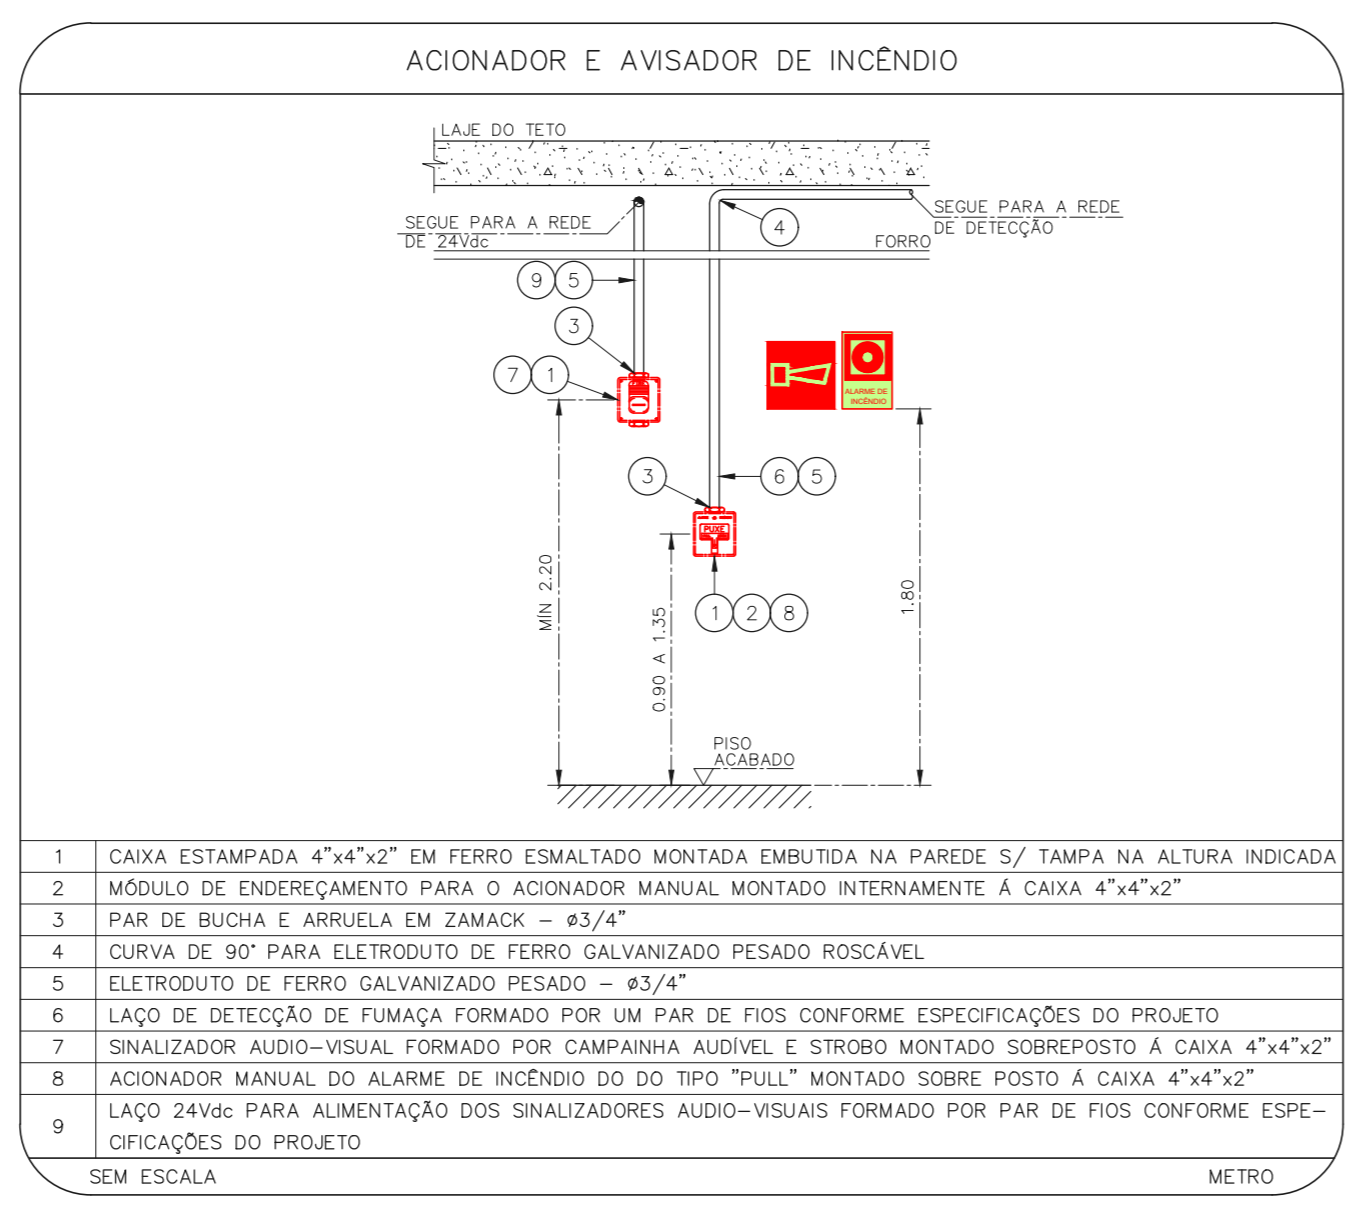 ACIONADOR E AVISADOR DE INCÊNDIO
LAJE DO TETO
SEGUE PARA A REDE
DE 24Vdc
SEGUE PARA A REDE
DE DETECÇÃO
4
FORRO
9 5
3
7 1
ALARME DE
INCÊNDIO
3
6 5
PUXE
1 2 8
MÍN 2.20
0.90 A 1.35
1.80
PISO
ACABADO
1 CAIXA ESTAMPADA 4"x4"x2" EM FERRO ESMALTADO MONTADA EMBUTIDA NA PAREDE S/ TAMPA NA ALTURA INDICADA
2 MÓDULO DE ENDEREÇAMENTO PARA O ACIONADOR MANUAL MONTADO INTERNAMENTE Á CAIXA 4"x4"x2"
3 PAR DE BUCHA E ARRUELA EM ZAMACK – ø3/4"
4 CURVA DE 90° PARA ELETRODUTO DE FERRO GALVANIZADO PESADO ROSCÁVEL
5 ELETRODUTO DE FERRO GALVANIZADO PESADO – ø3/4"
6 LAÇO DE DETECÇÃO DE FUMAÇA FORMADO POR UM PAR DE FIOS CONFORME ESPECIFICAÇÕES DO PROJETO
7 SINALIZADOR AUDIO–VISUAL FORMADO POR CAMPAINHA AUDÍVEL E STROBO MONTADO SOBREPOSTO Á CAIXA 4"x4"x2"
8 ACIONADOR MANUAL DO ALARME DE INCÊNDIO DO DO TIPO "PULL" MONTADO SOBRE POSTO Á CAIXA 4"x4"x2"
9 LAÇO 24Vdc PARA ALIMENTAÇÃO DOS SINALIZADORES AUDIO–VISUAIS FORMADO POR PAR DE FIOS CONFORME ESPE–
CIFICAÇÕES DO PROJETO
SEM ESCALA
METRO